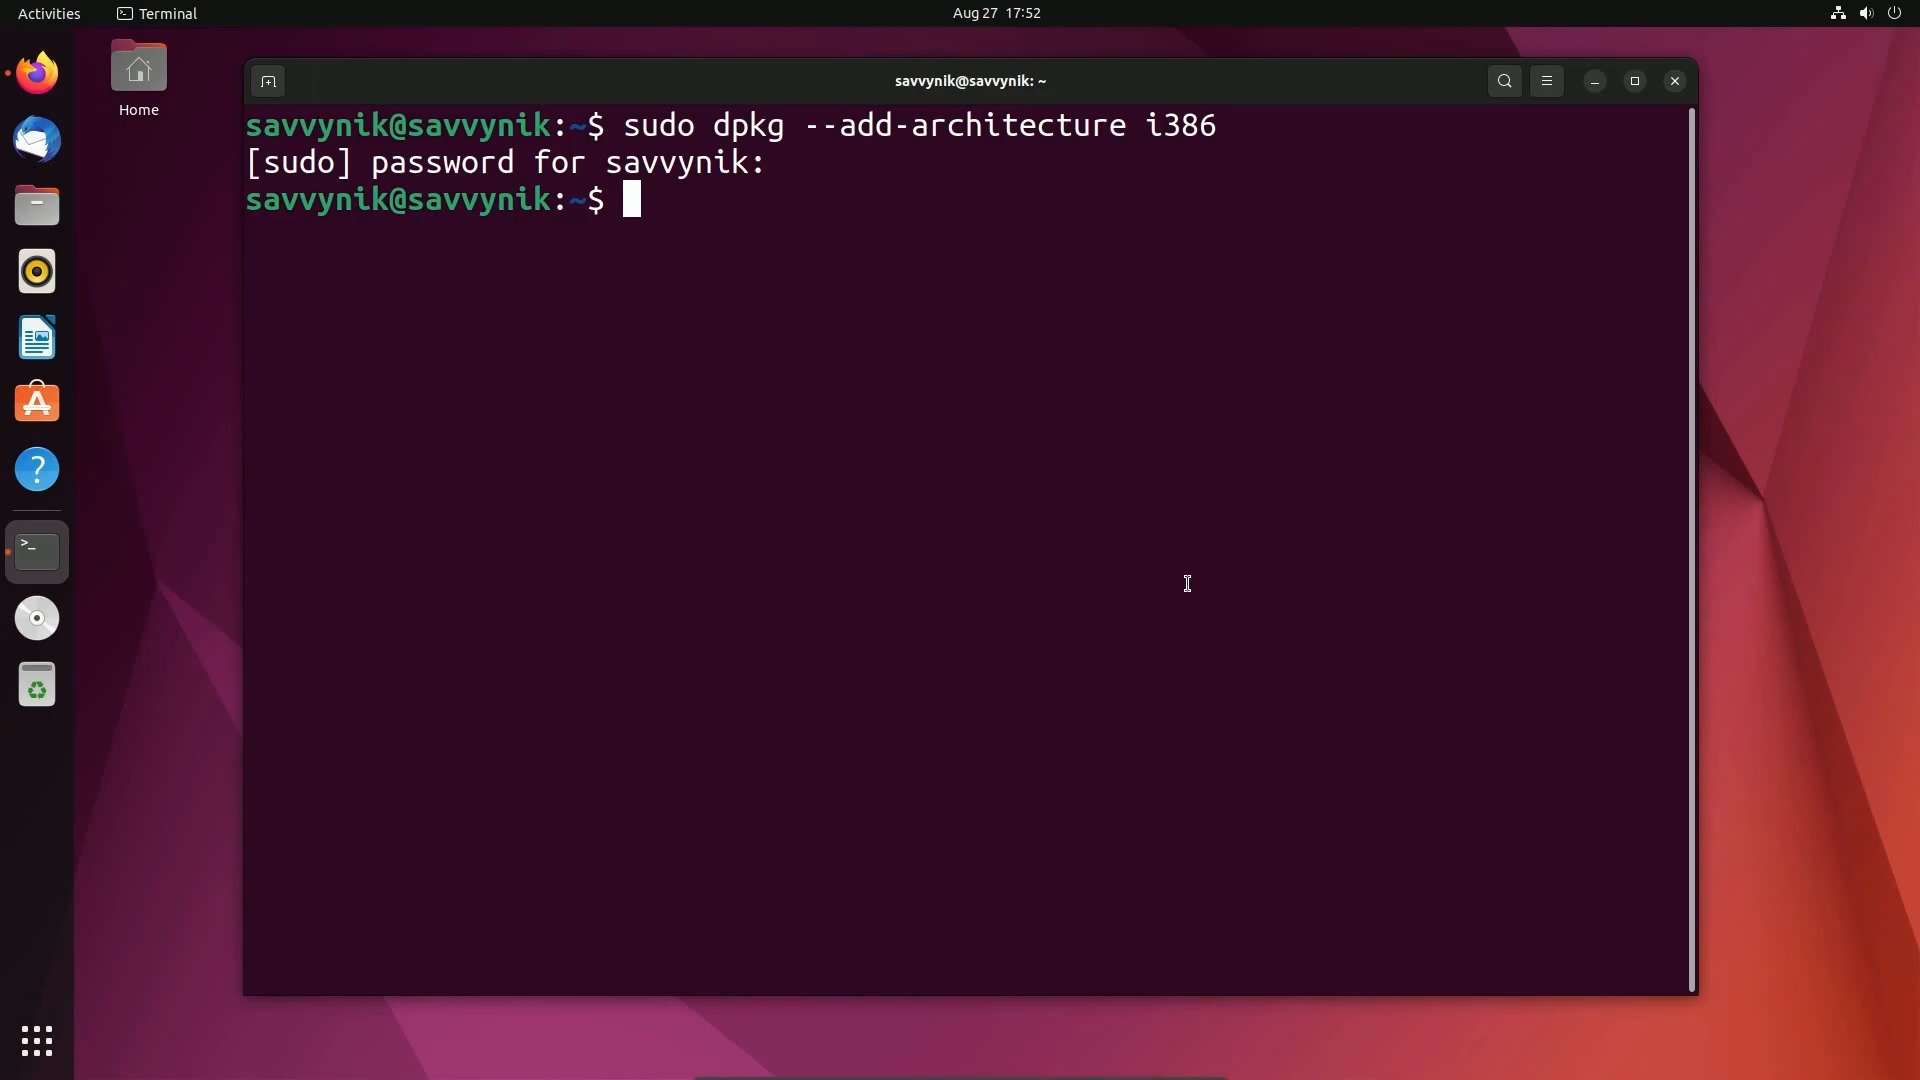 Activities Terminal Aug 27 17:52
Home
savvynik@savvynik: ~
savvynik@savvynik:~$ sudo dpkg --add-architecture i386
[sudo] password for savvynik:
savvynik@savvynik:~$